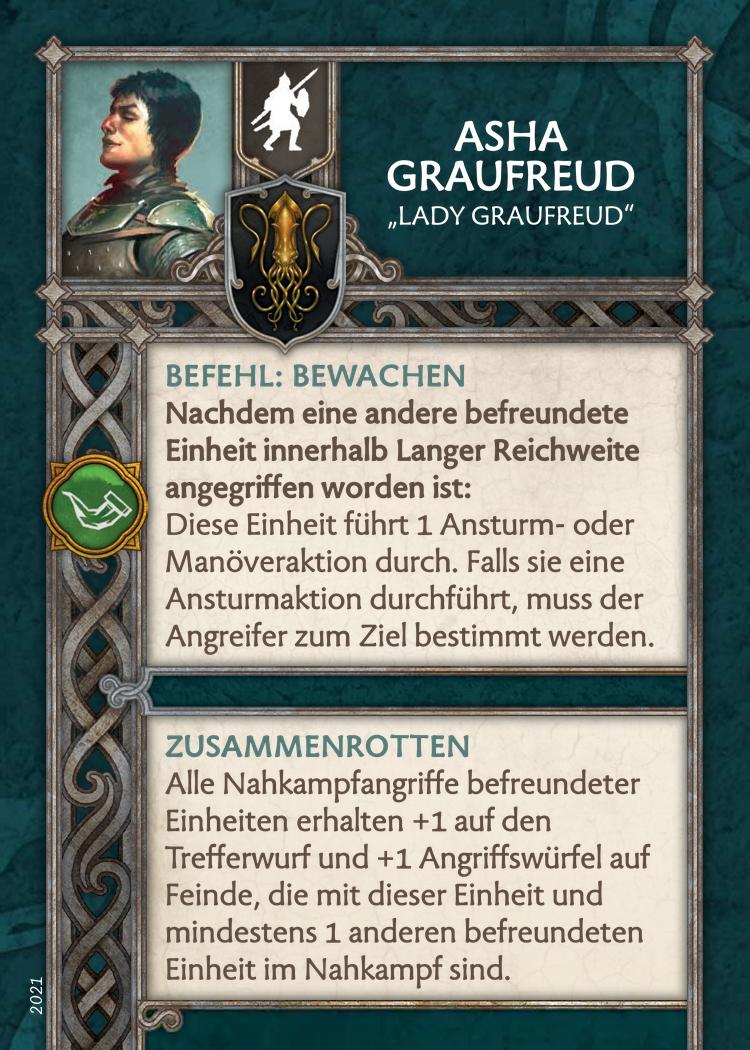 ASHA
GRAUFREUD
„LADY GRAUFREUD“
BEFEHL: BEWACHEN
Nachdem eine andere befreundete
Einheit innerhalb Langer Reichweite
angegriffen worden ist:
Diese Einheit führt 1 Ansturm- oder
Manöveraktion durch. Falls sie eine
Ansturmaktion durchführt, muss der
Angreifer zum Ziel bestimmt werden.
ZUSAMMENROTTEN
Alle Nahkampfangriffe befreundeter
Einheiten erhalten +1 auf den
Trefferwurf und +1 Angriffswürfel auf
Feinde, die mit dieser Einheit und
mindestens 1 anderen befreundeten
Einheit im Nahkampf sind.
2021